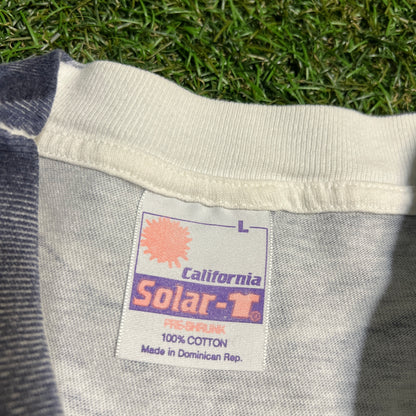 L
California
Solar-T®
PRE-SHRUNK
100% COTTON
Made in Dominican Rep.